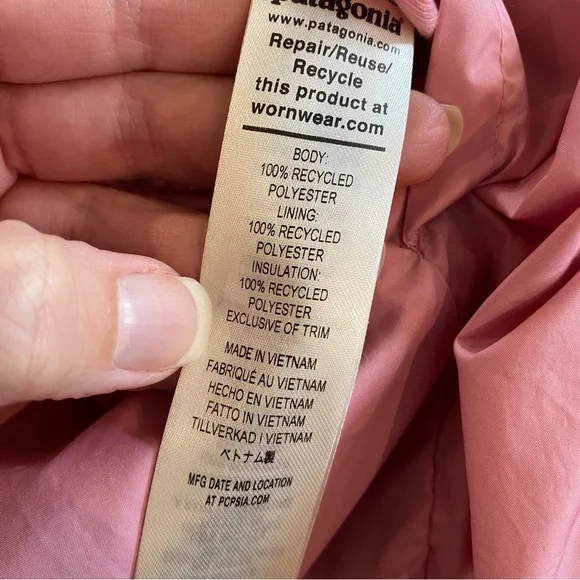 patagonia®
www.patagonia.com
Repair/Reuse/
Recycle
this product at
wornwear.com
BODY:
100% RECYCLED
POLYESTER
LINING:
100% RECYCLED
POLYESTER
INSULATION:
100% RECYCLED
POLYESTER
EXCLUSIVE OF TRIM
MADE IN VIETNAM
FABRIQUÉ AU VIETNAM
HECHO EN VIETNAM
FATTO IN VIETNAM
TILLVERKAD I VIETNAM
ベトナム製
MFG DATE AND LOCATION
AT PCPSIA.COM